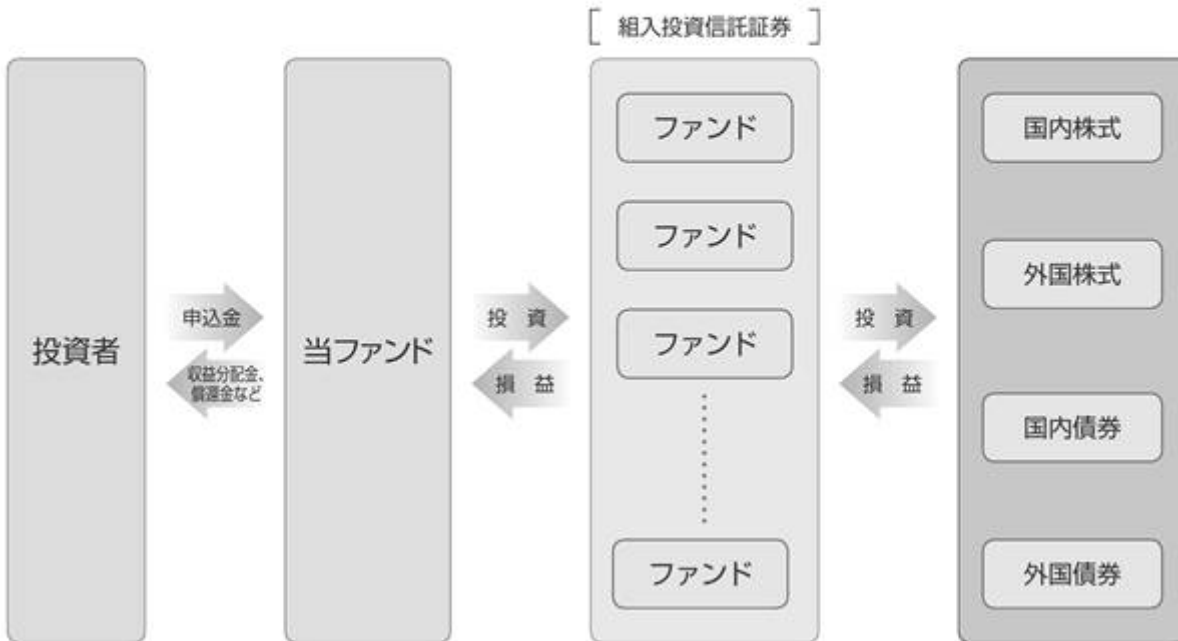 [ 組入投資信託証券 ]
投資者
申込金
収益分配金、
償還金など
当ファンド
投 資
損 益
ファンド
ファンド
ファンド
ファンド
投 資
損 益
国内株式
外国株式
国内債券
外国債券